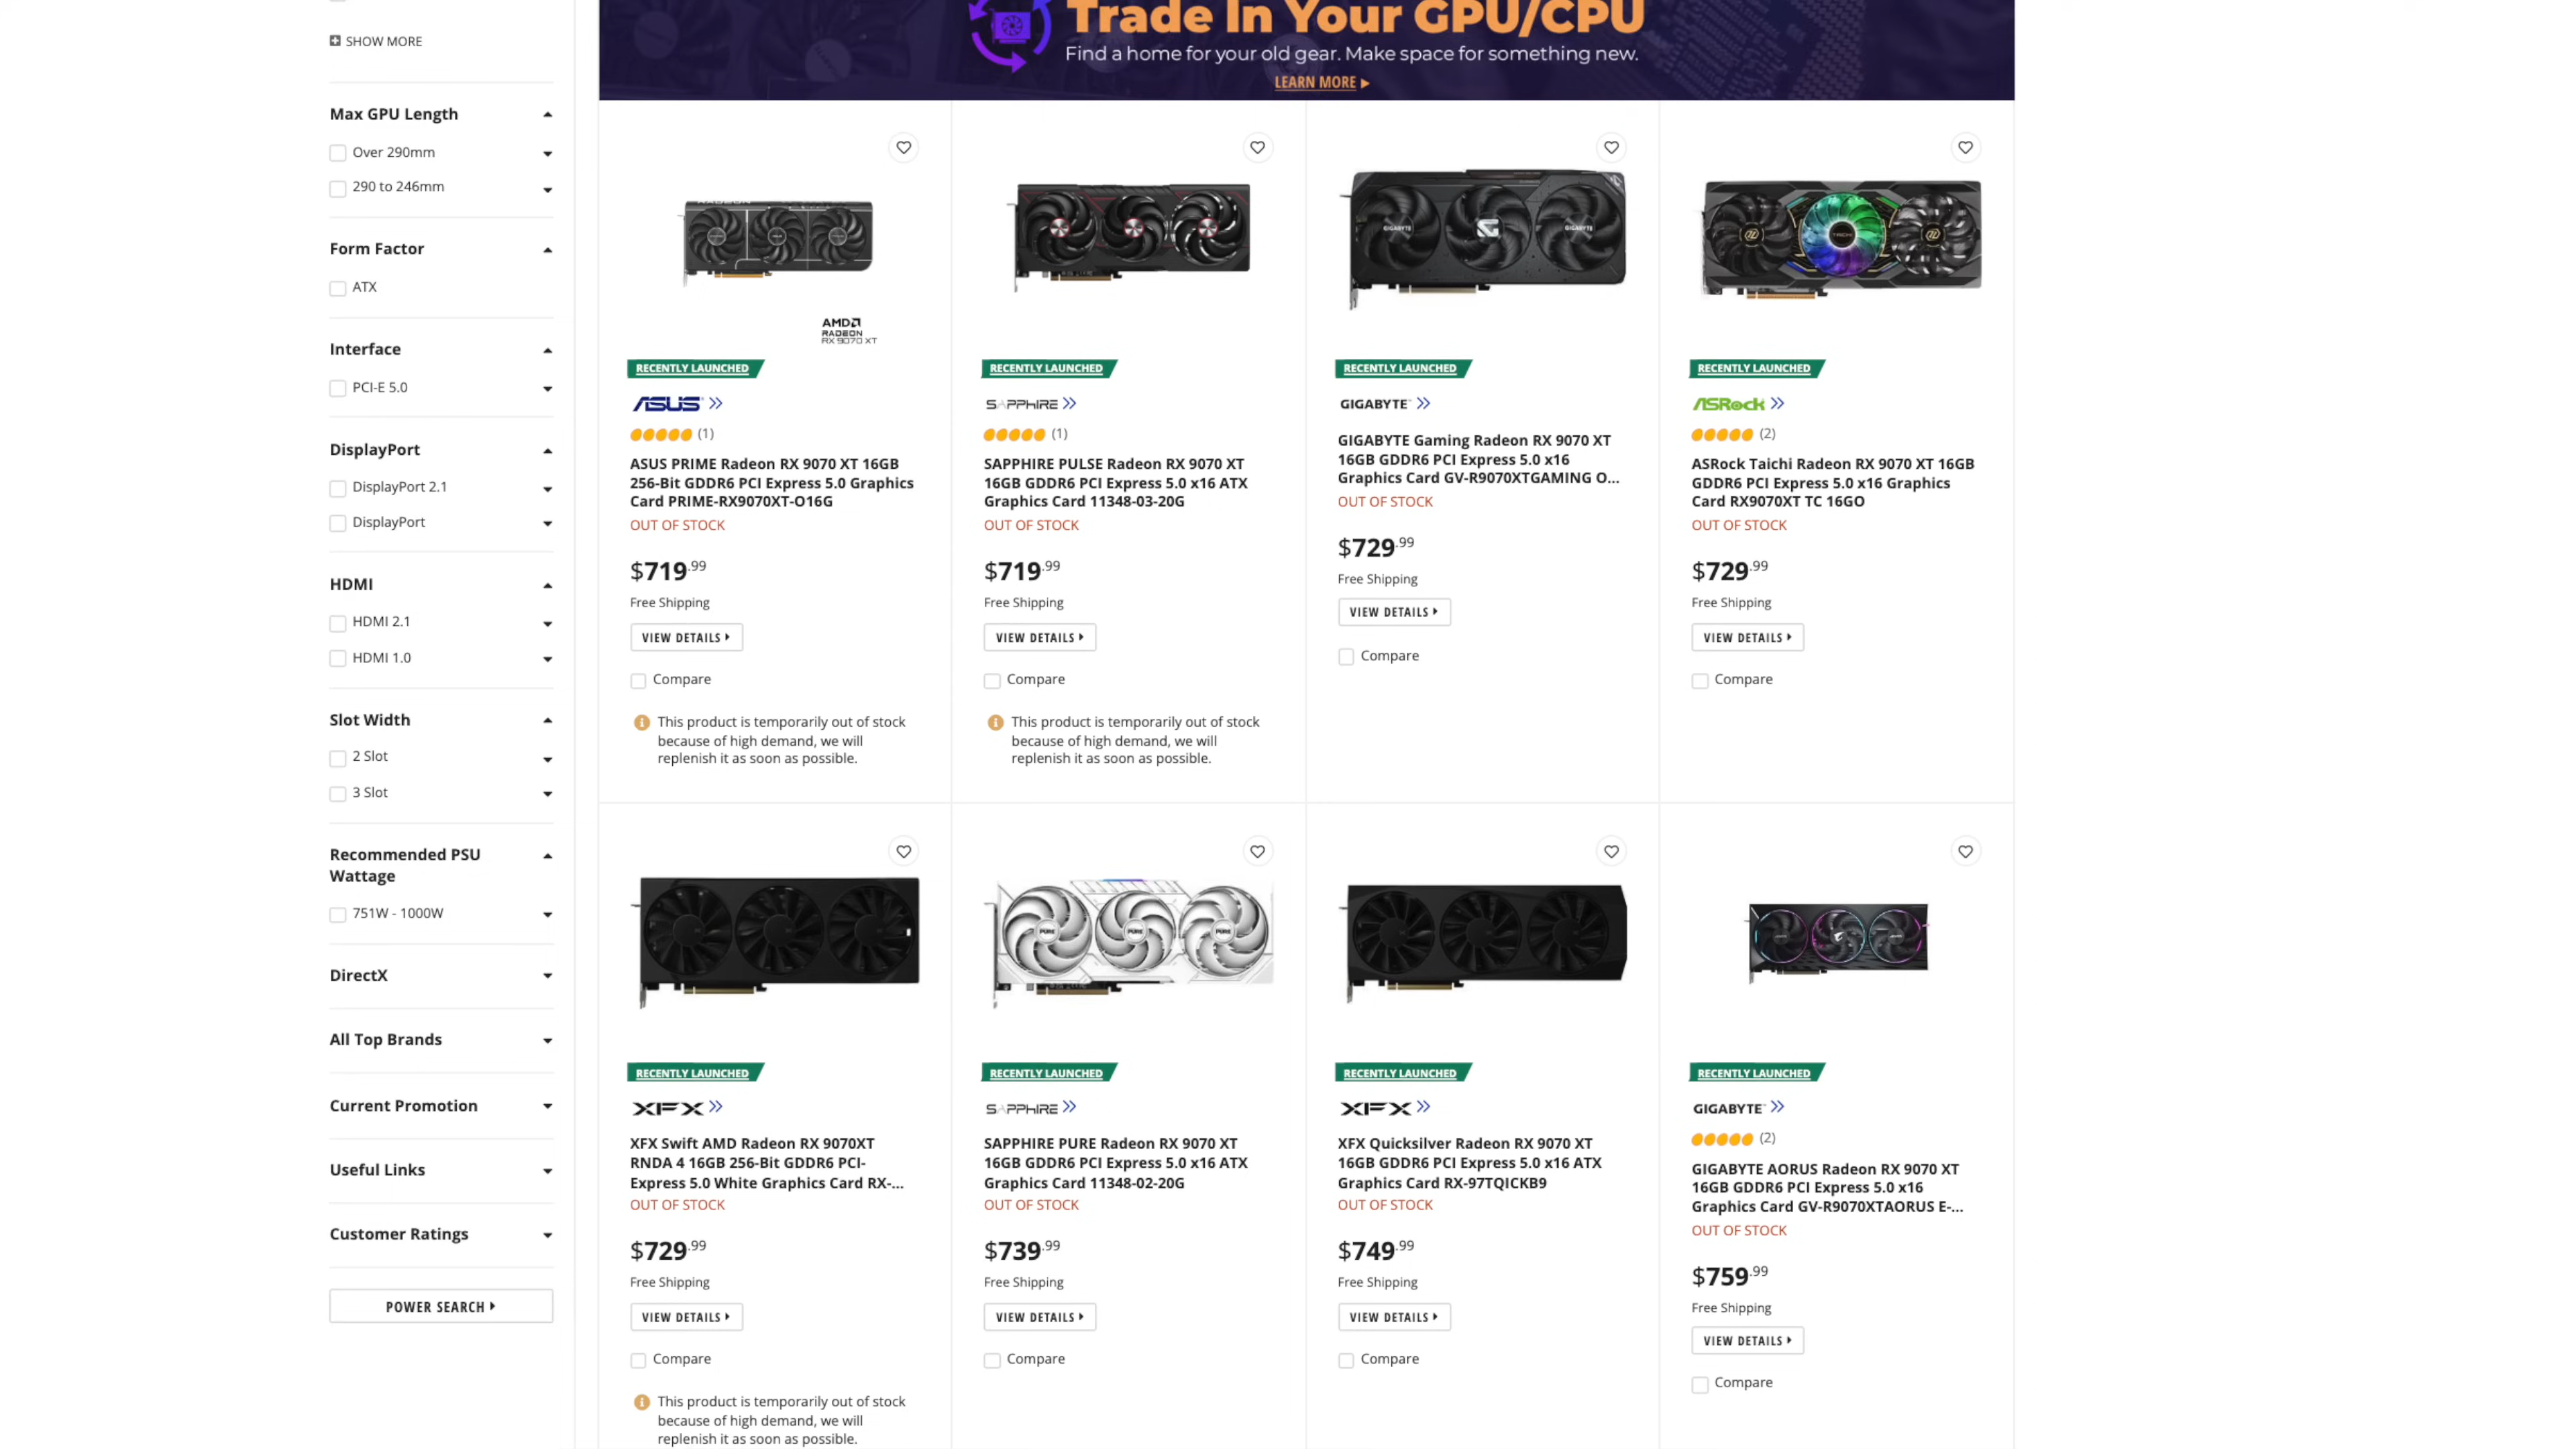 SHOW MORE
Max GPU Length
Over 290mm
290 to 246mm
Form Factor
ATX
Interface
PCI-E 5.0
DisplayPort
DisplayPort 2.1
DisplayPort
HDMI
HDMI 2.1
HDMI 1.0
Slot Width
2 Slot
3 Slot
Recommended PSU
Wattage
751W - 1000W
DirectX
All Top Brands
Current Promotion
Useful Links
Customer Ratings
POWER SEARCH
Trade In Your GPU/CPU
Find a home for your old gear. Make space for something new.
LEARN MORE
AMD
RADEON
RX 9070 XT
RECENTLY LAUNCHED
ASUS
(1)
ASUS PRIME Radeon RX 9070 XT 16GB
256-Bit GDDR6 PCI Express 5.0 Graphics
Card PRIME-RX9070XT-O16G
OUT OF STOCK
$719.99
Free Shipping
VIEW DETAILS
Compare
This product is temporarily out of stock
because of high demand, we will
replenish it as soon as possible.
RECENTLY LAUNCHED
SAPPHIRE
(1)
SAPPHIRE PULSE Radeon RX 9070 XT
16GB GDDR6 PCI Express 5.0 x16 ATX
Graphics Card 11348-03-20G
OUT OF STOCK
$719.99
Free Shipping
VIEW DETAILS
Compare
This product is temporarily out of stock
because of high demand, we will
replenish it as soon as possible.
GIGABYTE
GIGABYTE
RECENTLY LAUNCHED
GIGABYTE
GIGABYTE Gaming Radeon RX 9070 XT
16GB GDDR6 PCI Express 5.0 x16
Graphics Card GV-R9070XTGAMING O...
OUT OF STOCK
$729.99
Free Shipping
VIEW DETAILS
Compare
TAICHI
RECENTLY LAUNCHED
ASRock
(2)
ASRock Taichi Radeon RX 9070 XT 16GB
GDDR6 PCI Express 5.0 x16 Graphics
Card RX9070XT TC 16GO
OUT OF STOCK
$729.99
Free Shipping
VIEW DETAILS
Compare
RECENTLY LAUNCHED
XFX
XFX Swift AMD Radeon RX 9070XT
RNDA 4 16GB 256-Bit GDDR6 PCI-
Express 5.0 White Graphics Card RX-...
OUT OF STOCK
$729.99
Free Shipping
VIEW DETAILS
Compare
This product is temporarily out of stock
because of high demand, we will
replenish it as soon as possible.
PURE
PURE
PURE
RECENTLY LAUNCHED
SAPPHIRE
SAPPHIRE PURE Radeon RX 9070 XT
16GB GDDR6 PCI Express 5.0 x16 ATX
Graphics Card 11348-02-20G
OUT OF STOCK
$739.99
Free Shipping
VIEW DETAILS
Compare
RECENTLY LAUNCHED
XFX
XFX Quicksilver Radeon RX 9070 XT
16GB GDDR6 PCI Express 5.0 x16 ATX
Graphics Card RX-97TQICKB9
OUT OF STOCK
$749.99
Free Shipping
VIEW DETAILS
Compare
RECENTLY LAUNCHED
GIGABYTE
(2)
GIGABYTE AORUS Radeon RX 9070 XT
16GB GDDR6 PCI Express 5.0 x16
Graphics Card GV-R9070XTAORUS E-...
OUT OF STOCK
$759.99
Free Shipping
VIEW DETAILS
Compare